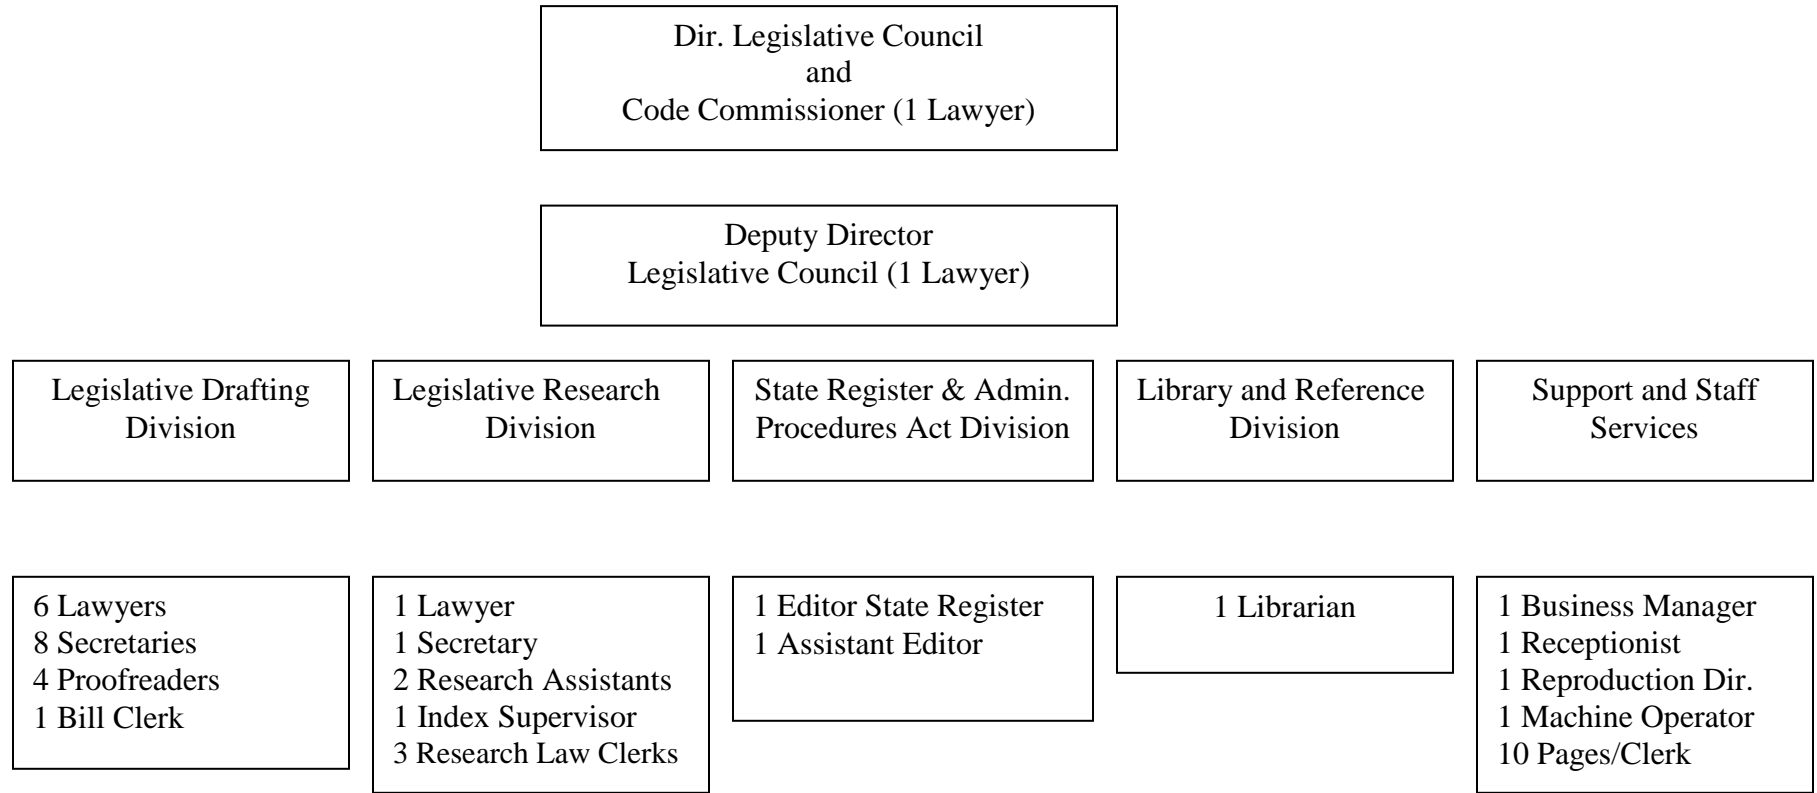 Dir. Legislative Council
and
Code Commissioner (1 Lawyer)
Deputy Director
Legislative Council (1 Lawyer)
Legislative Drafting
Division
Legislative Research
Division
State Register & Admin.
Procedures Act Division
Library and Reference
Division
Support and Staff
Services
6 Lawyers
8 Secretaries
4 Proofreaders
1 Bill Clerk
1 Lawyer
1 Secretary
2 Research Assistants
1 Index Supervisor
3 Research Law Clerks
1 Editor State Register
1 Assistant Editor
1 Librarian
1 Business Manager
1 Receptionist
1 Reproduction Dir.
1 Machine Operator
10 Pages/Clerk